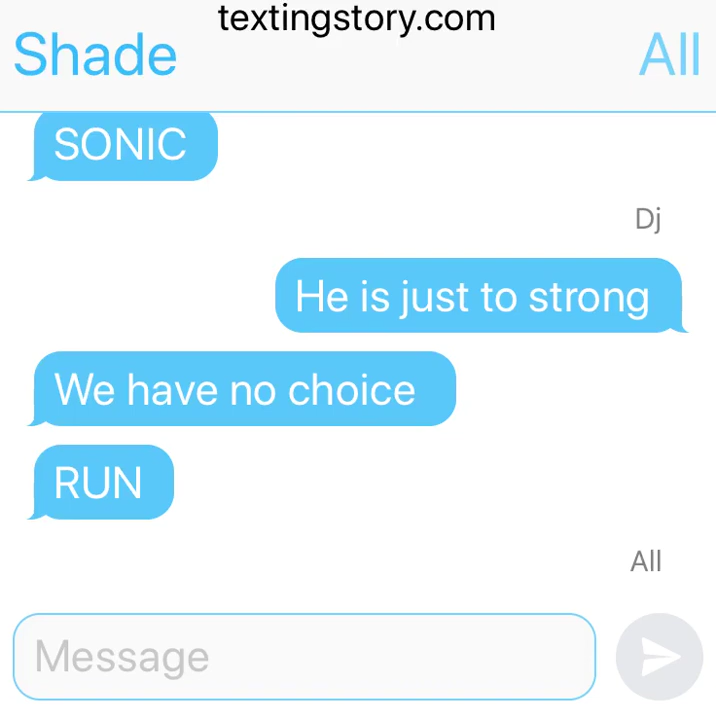 textingstory.com
Shade
All
SONIC
Dj
He is just to strong
We have no choice
RUN
All
Message